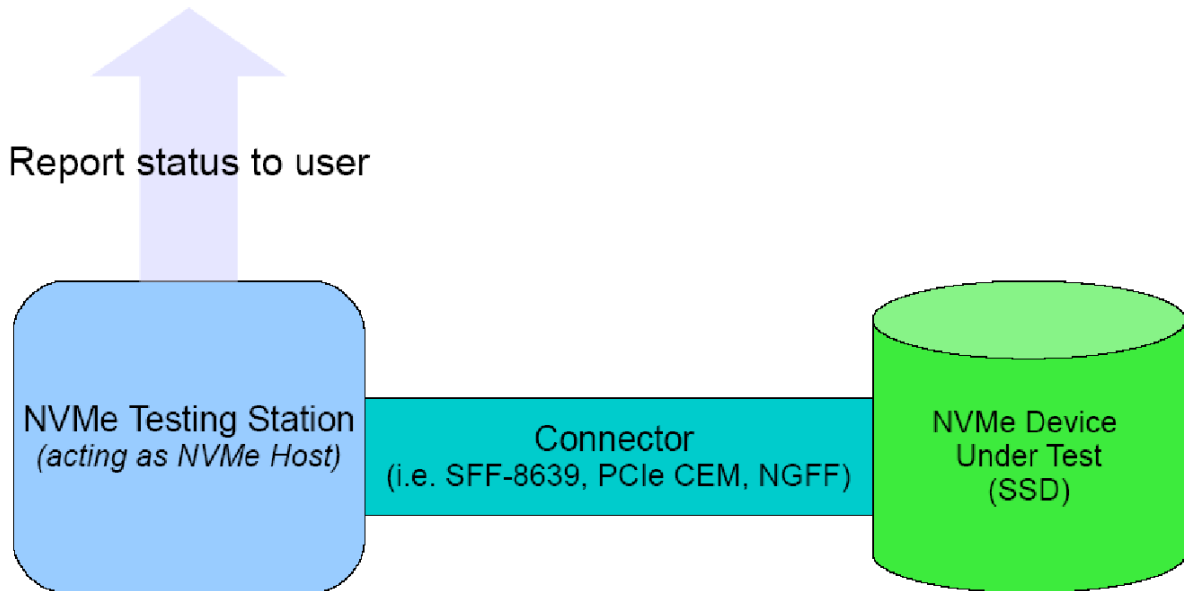 Report status to user
NVMe Testing Station
(acting as NVMe Host)
Connector
(i.e. SFF-8639, PCIe CEM, NGFF)
NVMe Device
Under Test
(SSD)